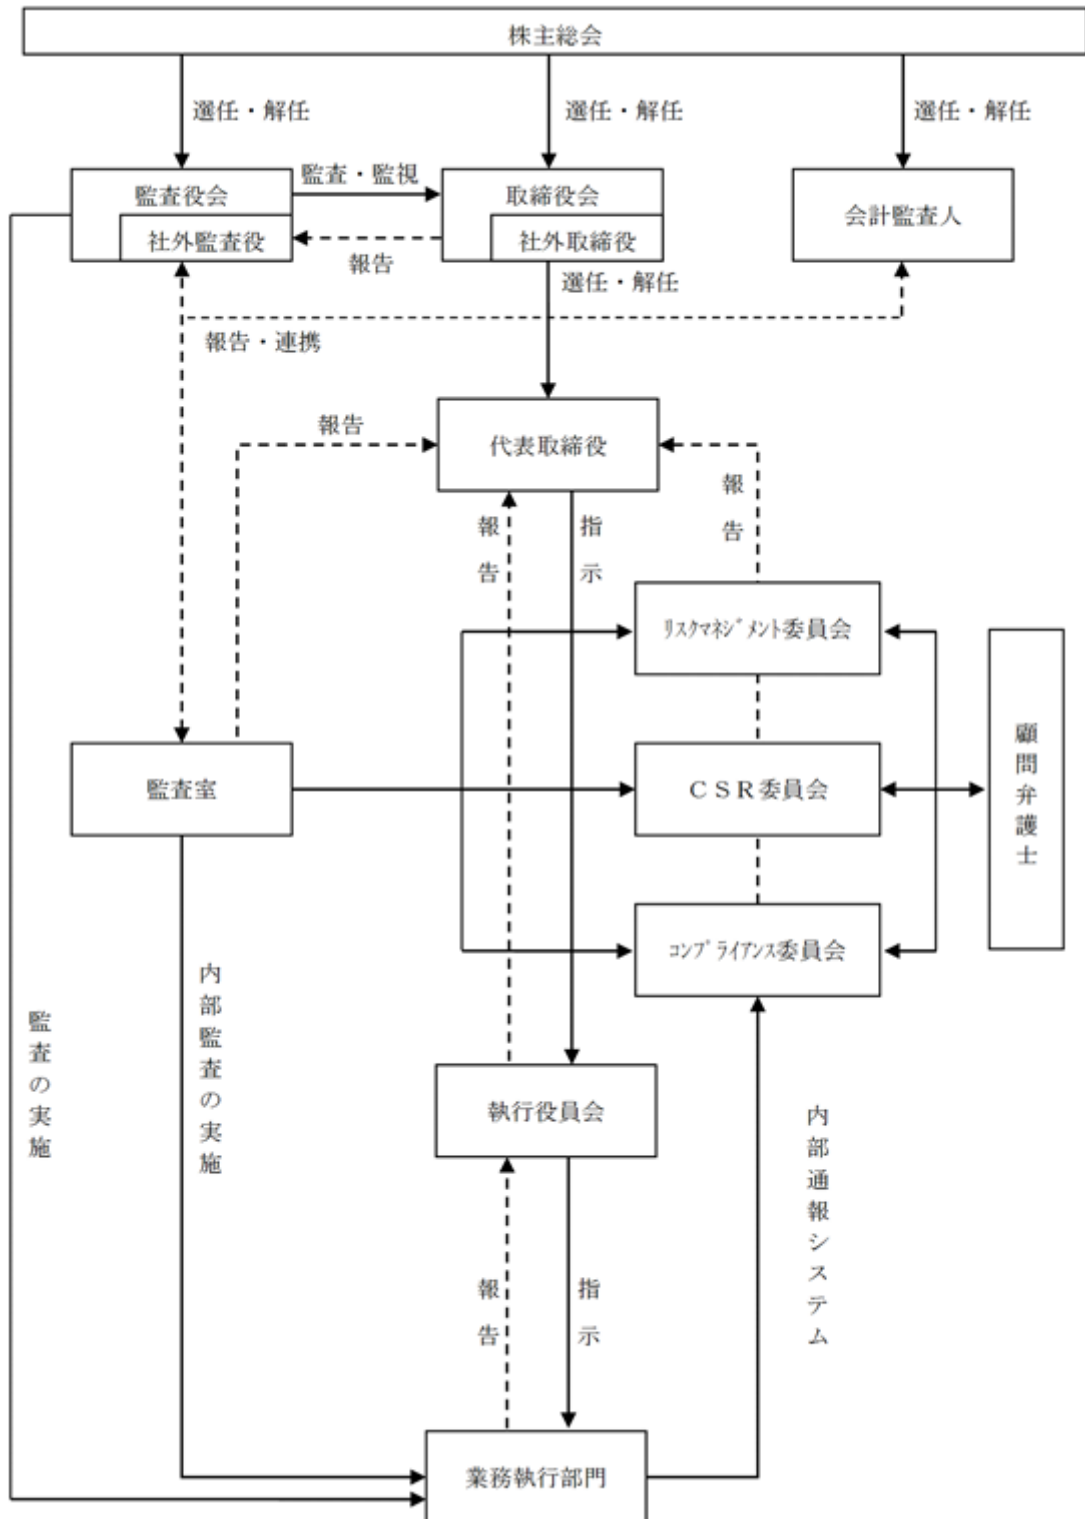 株主総会
選任・解任
選任・解任
選任・解任
監査役会
監査・監視
取締役会
会計監査人
社外監査役
社外取締役
報告
選任・解任
報告・連携
報告
代表取締役
報告
報告
指示
リスクマネジメント委員会
顧問弁護士
監査室
CSR委員会
コンプライアンス委員会
内部監査の実施
監査の実施
執行役員会
内部通報システム
報告
指示
業務執行部門